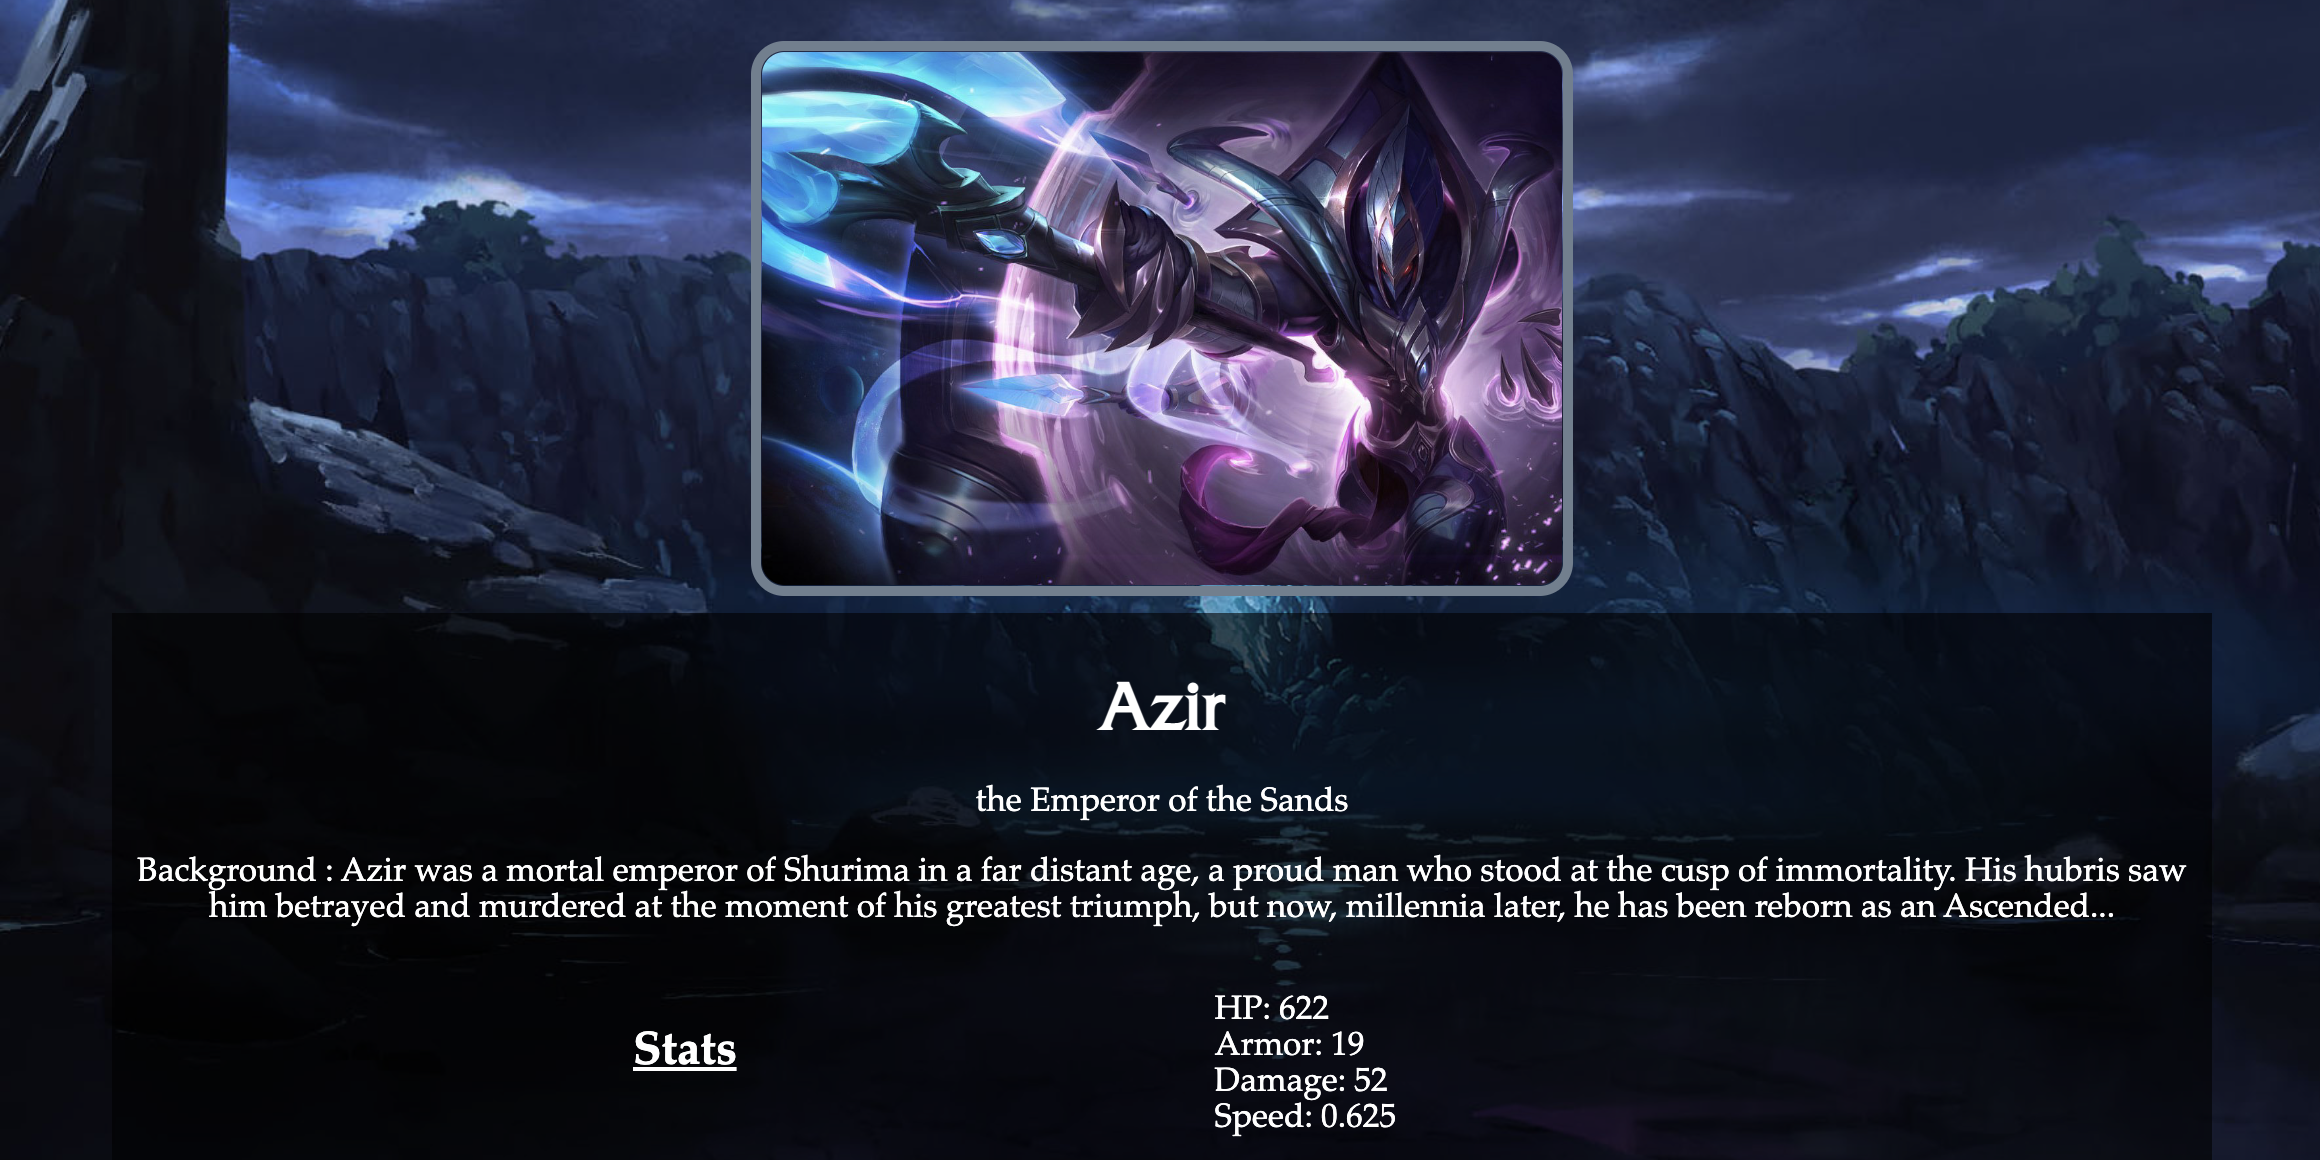 Azir
the Emperor of the Sands
Background : Azir was a mortal emperor of Shurima in a far distant age, a proud man who stood at the cusp of immortality. His hubris saw
him betrayed and murdered at the moment of his greatest triumph, but now, millennia later, he has been reborn as an Ascended...
Stats
HP: 622
Armor: 19
Damage: 52
Speed: 0.625